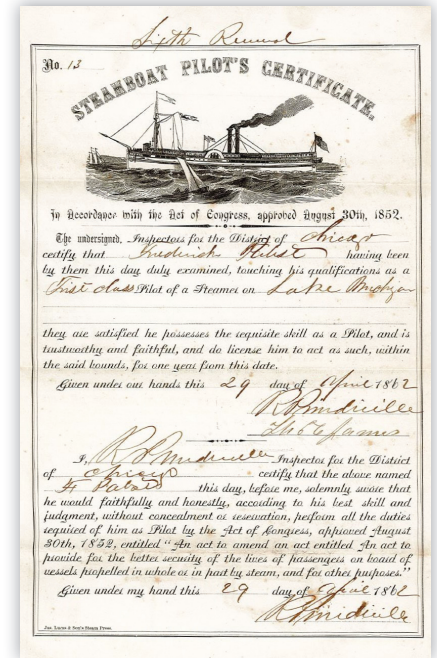 Sixth Renewal
No. 13
STEAMBOAT PILOT'S CERTIFICATE.
In Accordance with the Act of Congress, approved August 30th, 1852.
The undersigned, Inspectors for the District of Chicago
certify that Frederick Pabst having been
by them this day duly examined, touching his qualifications as a
First class Pilot of a Steamer on Lake Michigan
they are satisfied he possesses the requisite skill as a Pilot, and is
trustworthy and faithful, and do license him to act as such, within
the said bounds, for one year from this date.
Given under our hands this 29 day of April 1862
I, Inspector for the District
of Chicago certify that the above named
F Pabst this day, before me, solemnly swore that
he would faithfully and honestly, according to his best skill and
judgment, without concealment or reservation, perform all the duties
required of him as Pilot by the Act of Congress, approved August
30th, 1852, entitled "An act to amend an act entitled An act to
provide for the better security of the lives of passengers on board of
vessels propelled in whole or in part by steam, and for other purposes."
Given under my hand this 29 day of April 1862